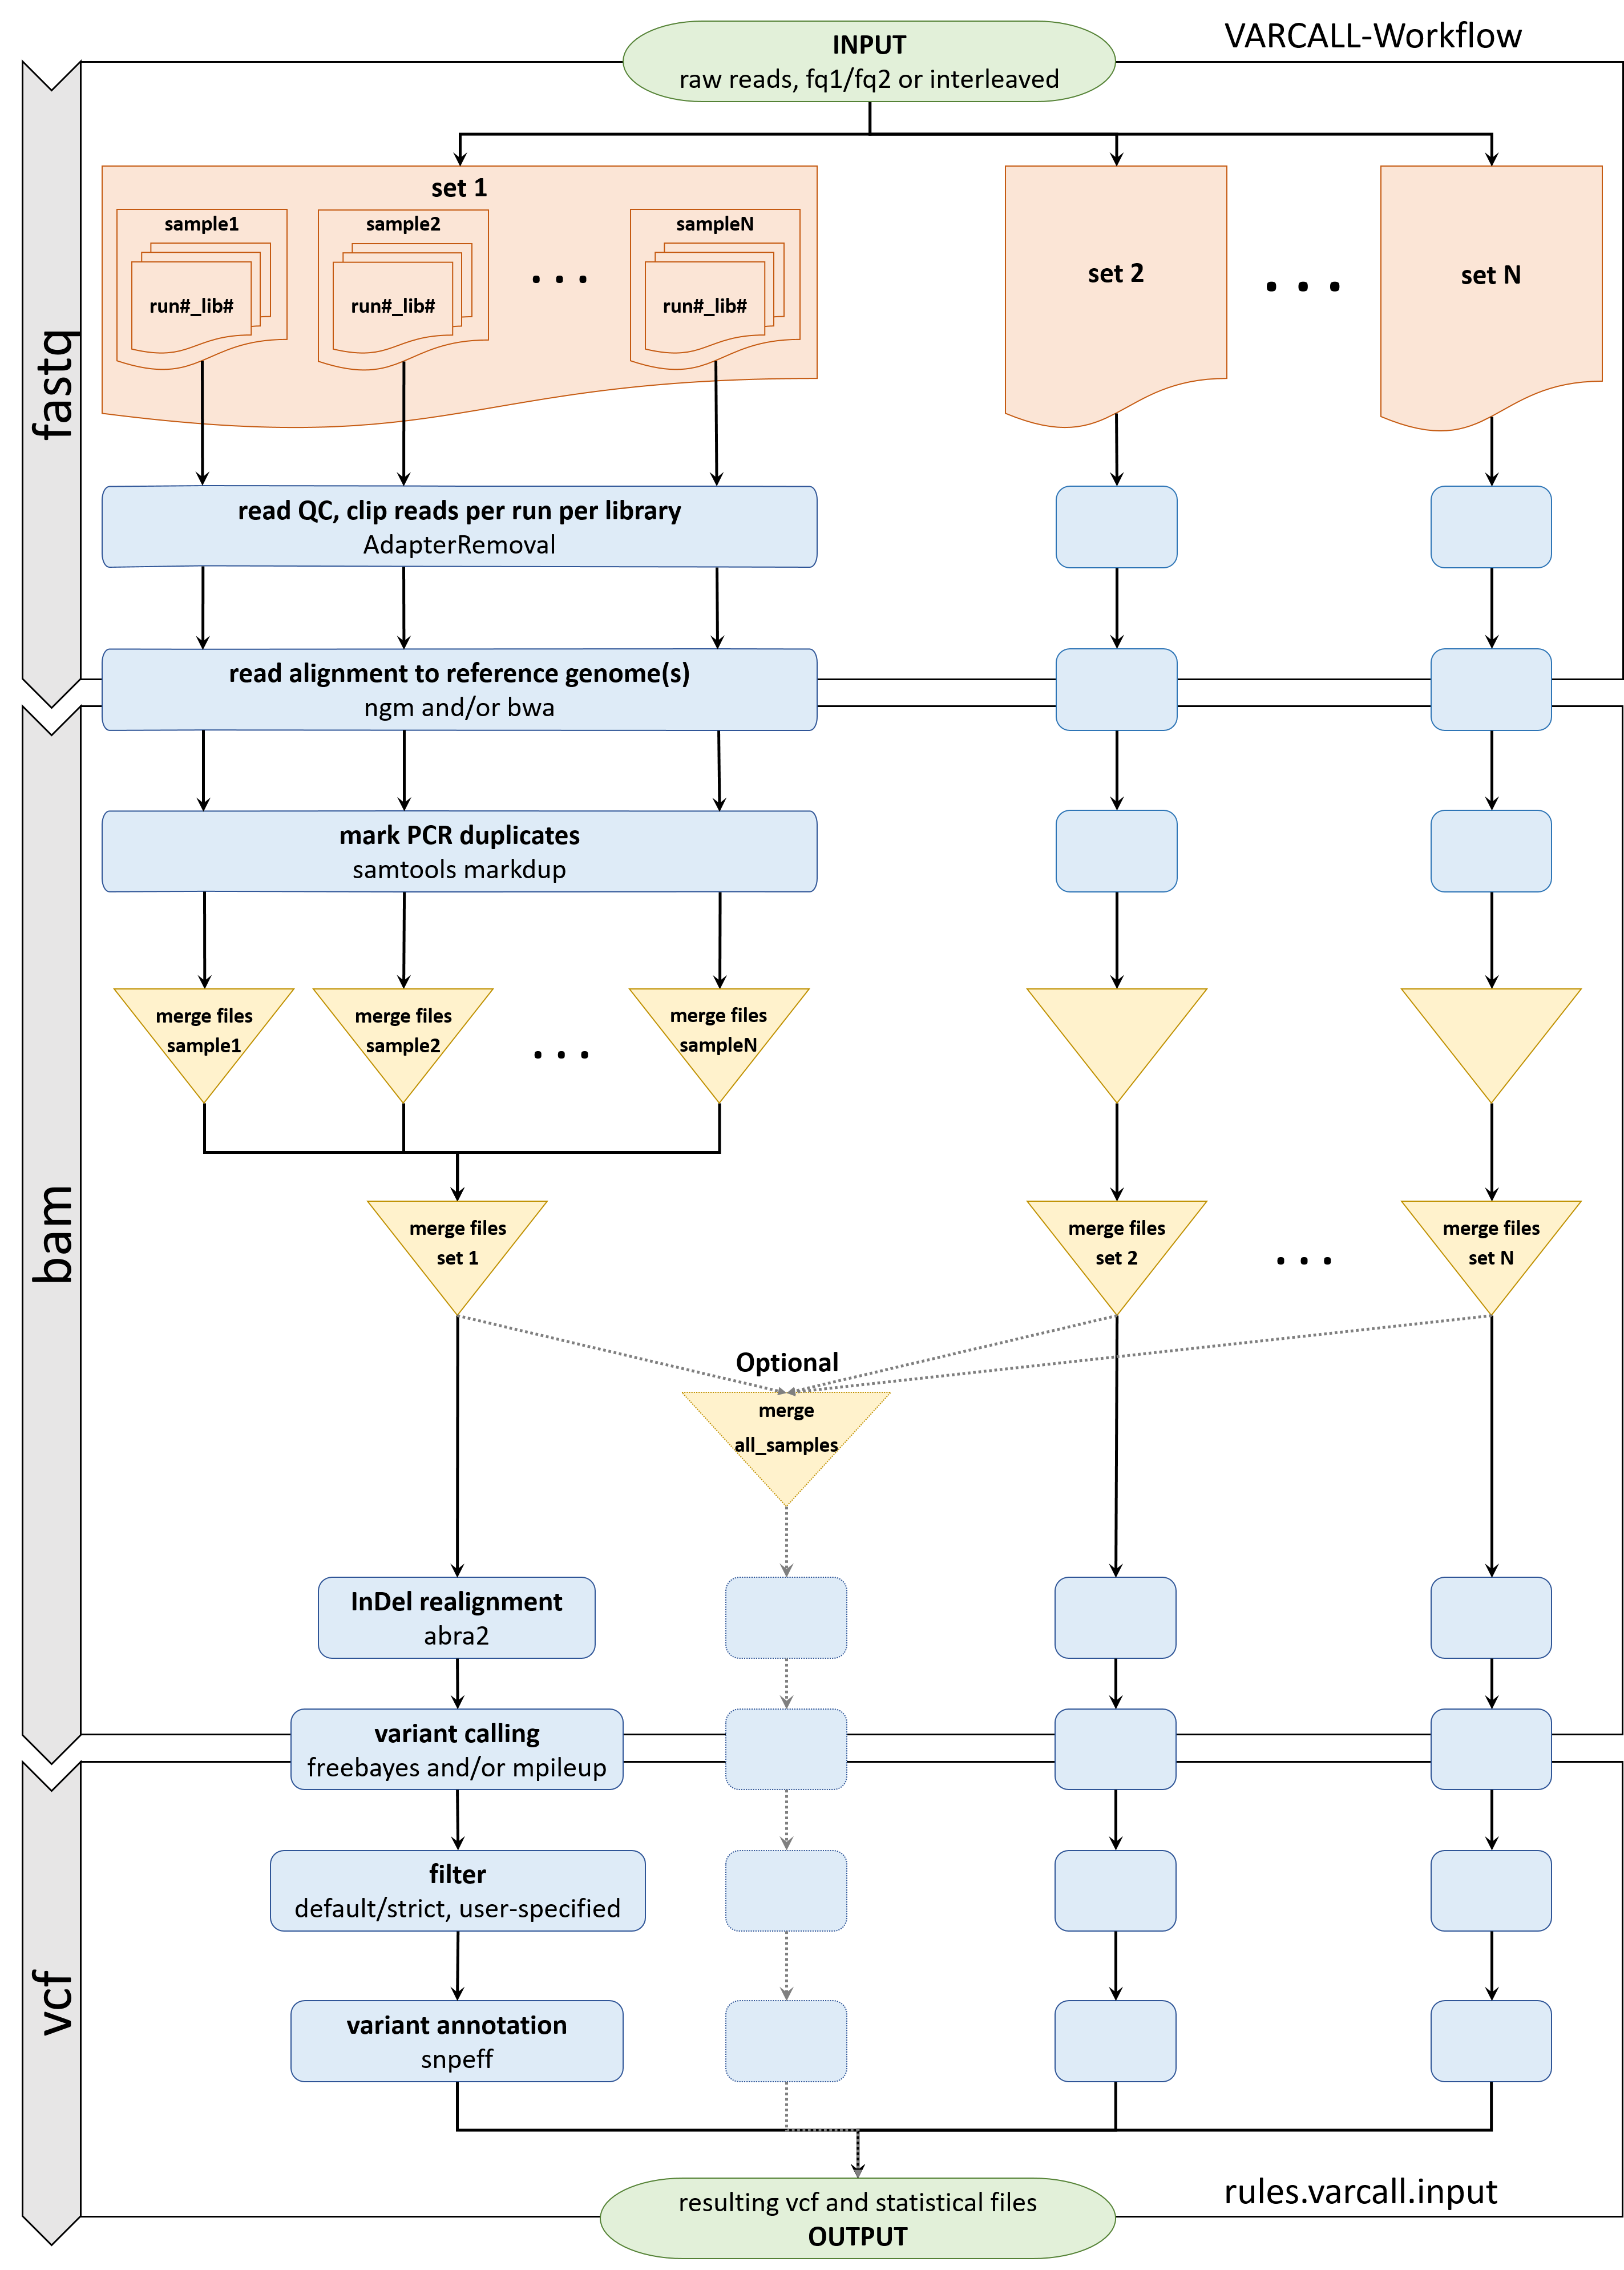 VARCALL-Workflow
INPUT
raw reads, fq1/fq2 or interleaved
fastq
set 1
sample1
sample2
sampleN
run#_lib#
run#_lib#
. . .
run#_lib#
set 2
. . .
set N
read QC, clip reads per run per library
AdapterRemoval
read alignment to reference genome(s)
ngm and/or bwa
bam
mark PCR duplicates
samtools markdup
merge files
sample1
merge files
sample2
. . .
merge files
sampleN
merge files
set 1
merge files
set 2
. . .
merge files
set N
Optional
merge
all_samples
InDel realignment
abra2
variant calling
freebayes and/or mpileup
vcf
filter
default/strict, user-specified
variant annotation
snpeff
rules.varcall.input
resulting vcf and statistical files
OUTPUT